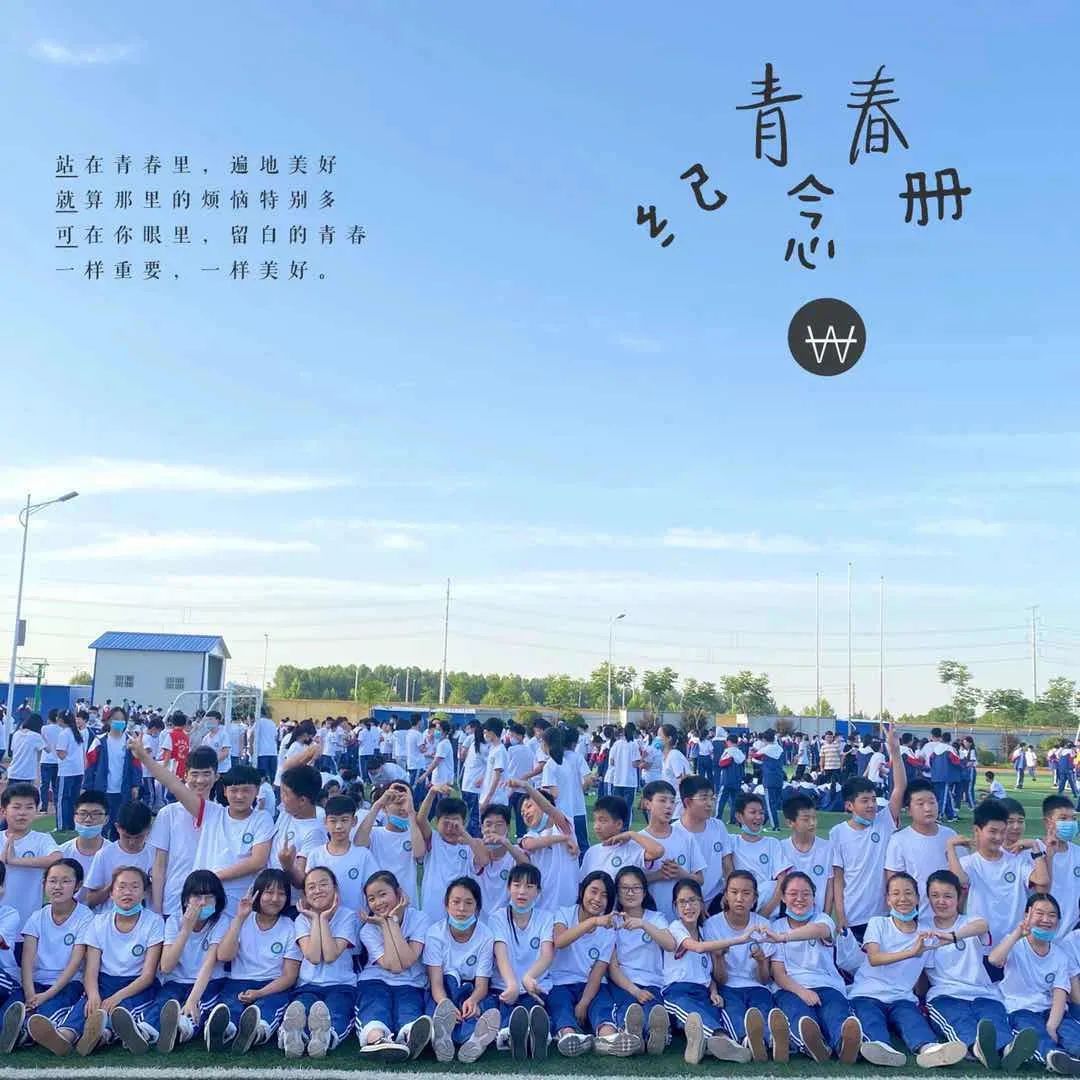 站在青春里，遍地美好
就算那里的烦恼特别多
可在你眼里，留白的青春
一样重要，一样美好。
青春
纪念册
₩